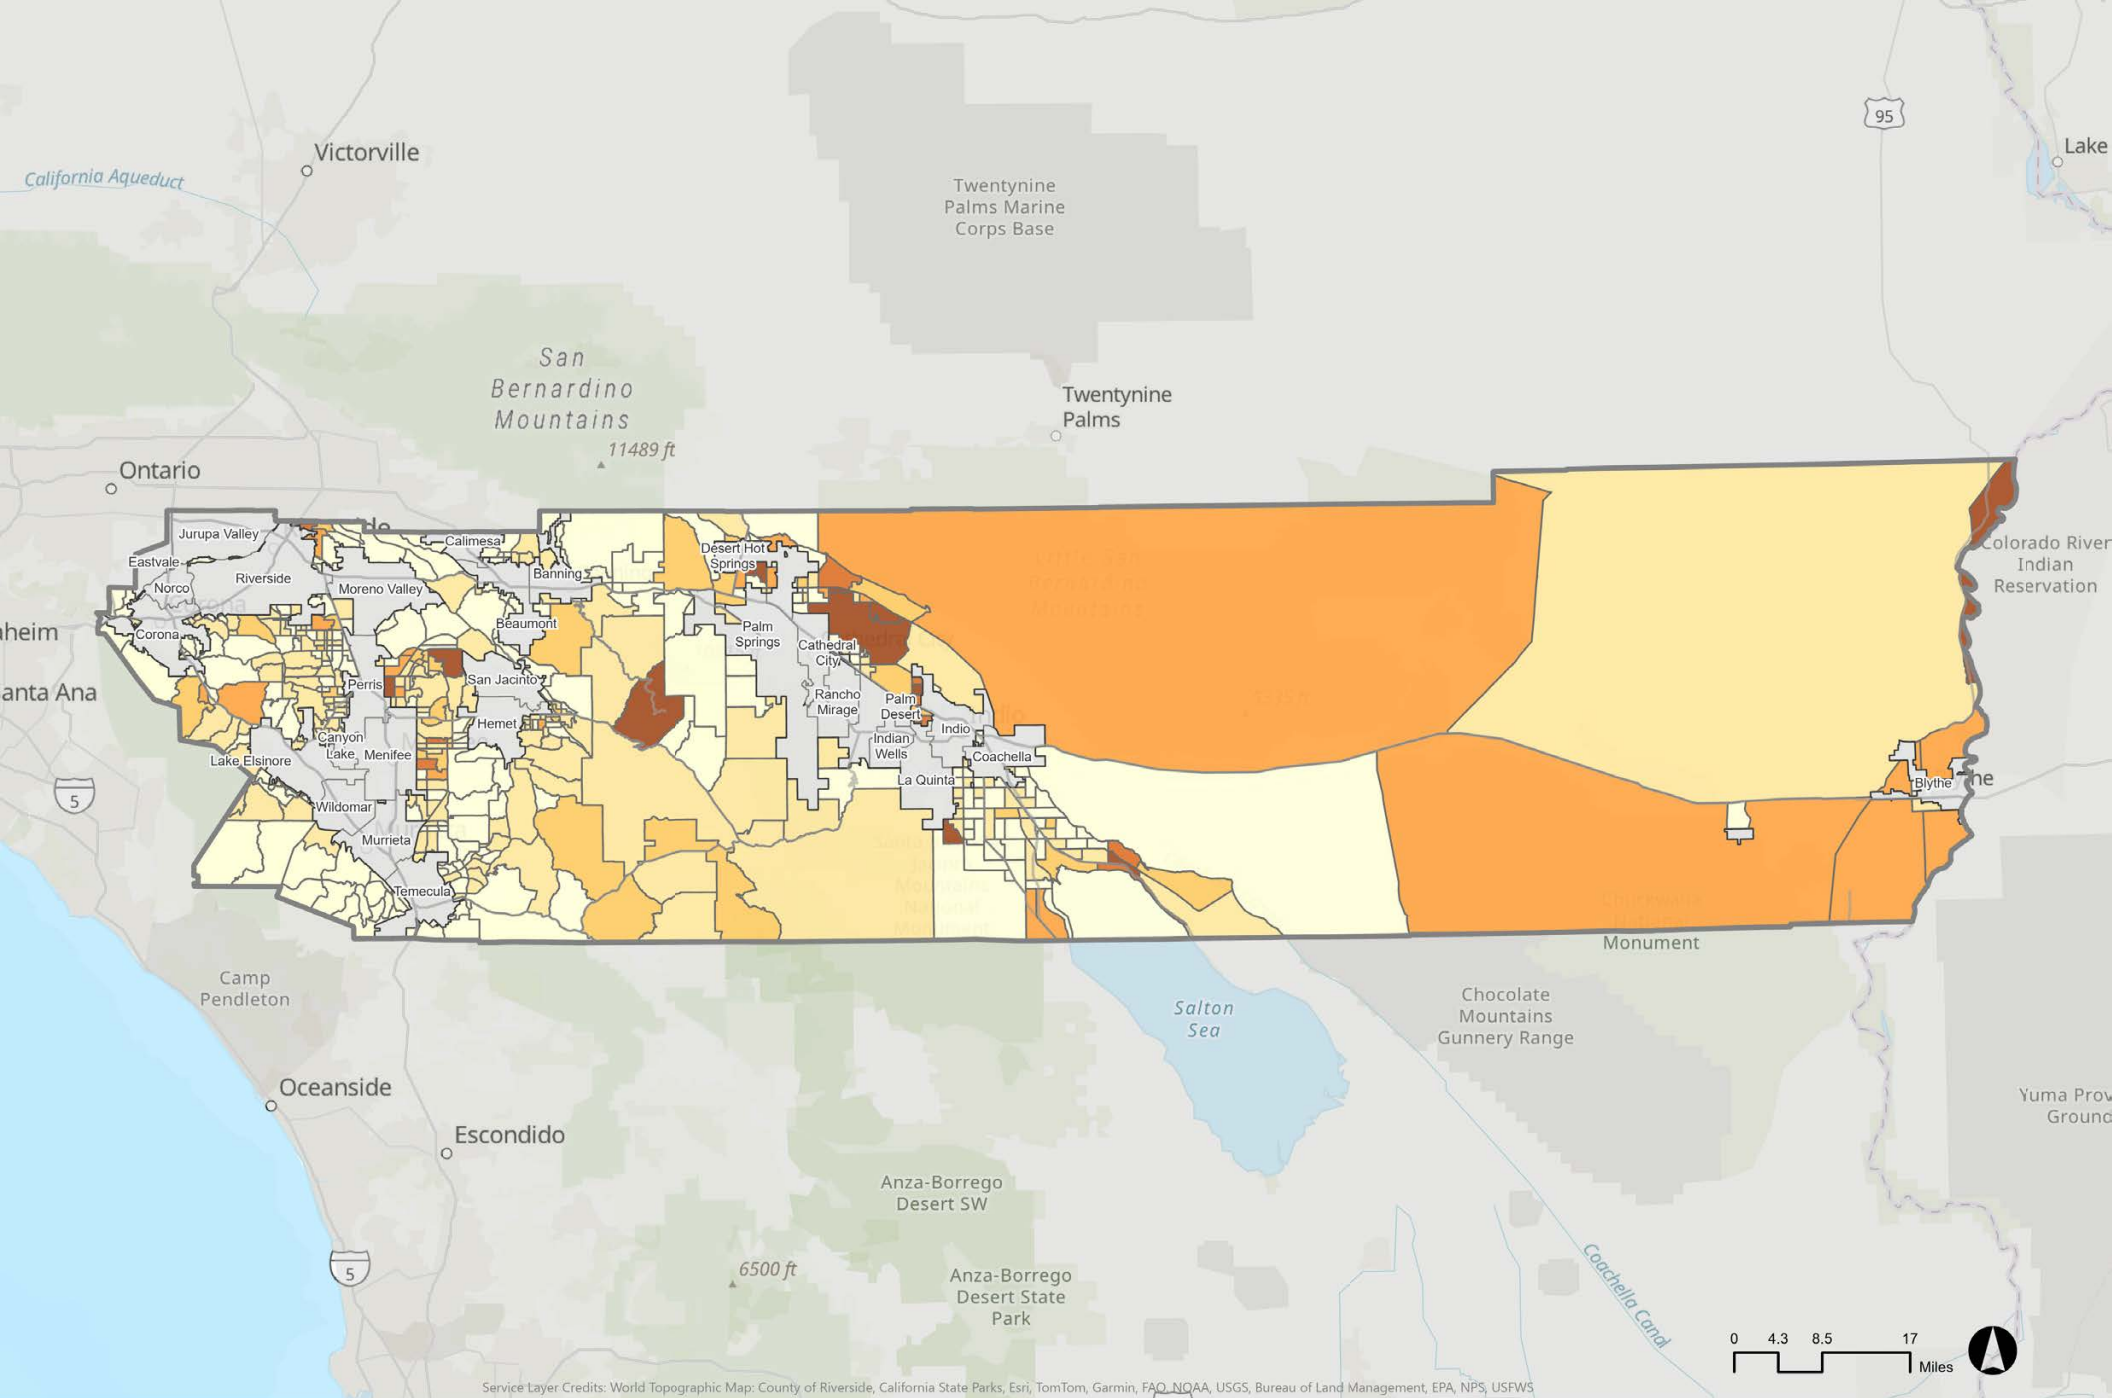 95
Victorville
Lake
California Aqueduct
Twentynine
Palms Marine
Corps Base
San
Bernardino
Mountains
11489 ft
Twentynine
Palms
Ontario
Jurupa Valley
Calimesa
Eastvale
Desert Hot
Springs
Colorado River
Indian
Reservation
Banning
Riverside
Norco
Moreno Valley
Beaumont
Palm
Springs
Corona
Cathedral
City
San Jacinto
Perris
Rancho
Mirage
Palm
Desert
Hemet
Indio
Canyon
Lake
Menifee
Indian
Wells
Coachella
Lake Elsinore
La Quinta
Blythe
5
Wildomar
Murrieta
Temecula
Monument
Camp
Pendleton
Salton
Sea
Chocolate
Mountains
Gunnery Range
Oceanside
Escondido
Anza-Borrego
Desert SW
5
6500 ft
Anza-Borrego
Desert State
Park
Coachella Canal
0 4.3 8.5 17
Miles
Service Layer Credits: World Topographic Map: County of Riverside, California State Parks, Esri, TomTom, Garmin, FAO, NOAA, USGS, Bureau of Land Management, EPA, NPS, USFWS